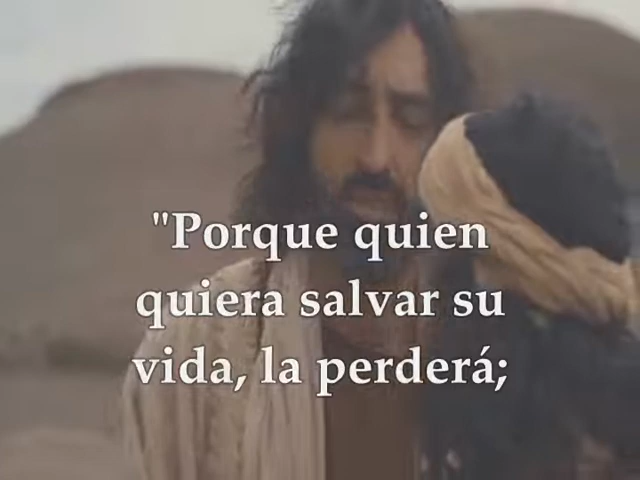 "Porque quien
quiera salvar su
vida, la perderá;